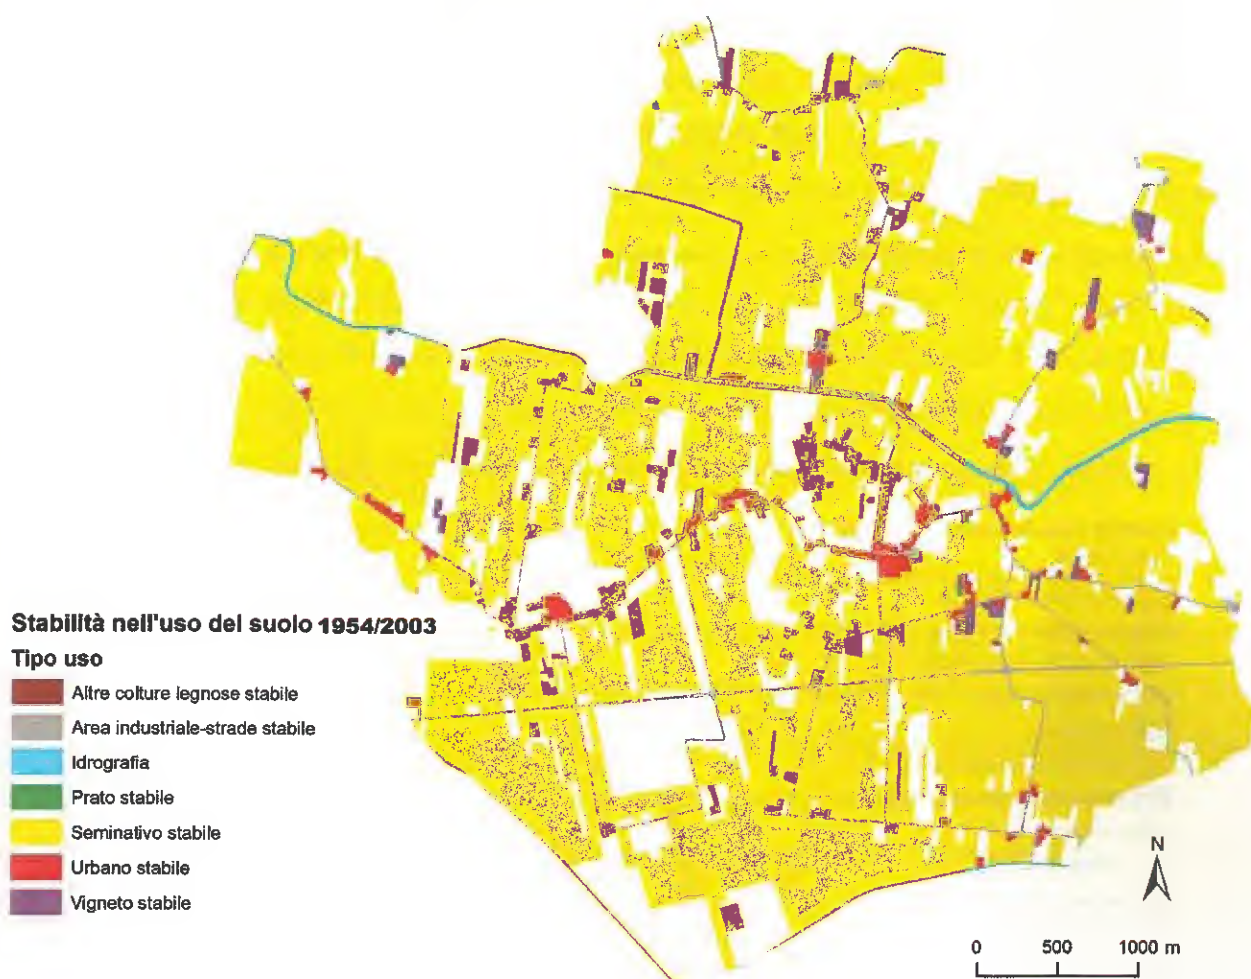 Stabilità nell'uso del suolo 1954/2003
Tipo uso
Altre colture legnose stabile
Area industriale-strade stabile
Idrografia
Prato stabile
Seminativo stabile
Urbano stabile
Vigneto stabile
N
0 500 1000 m